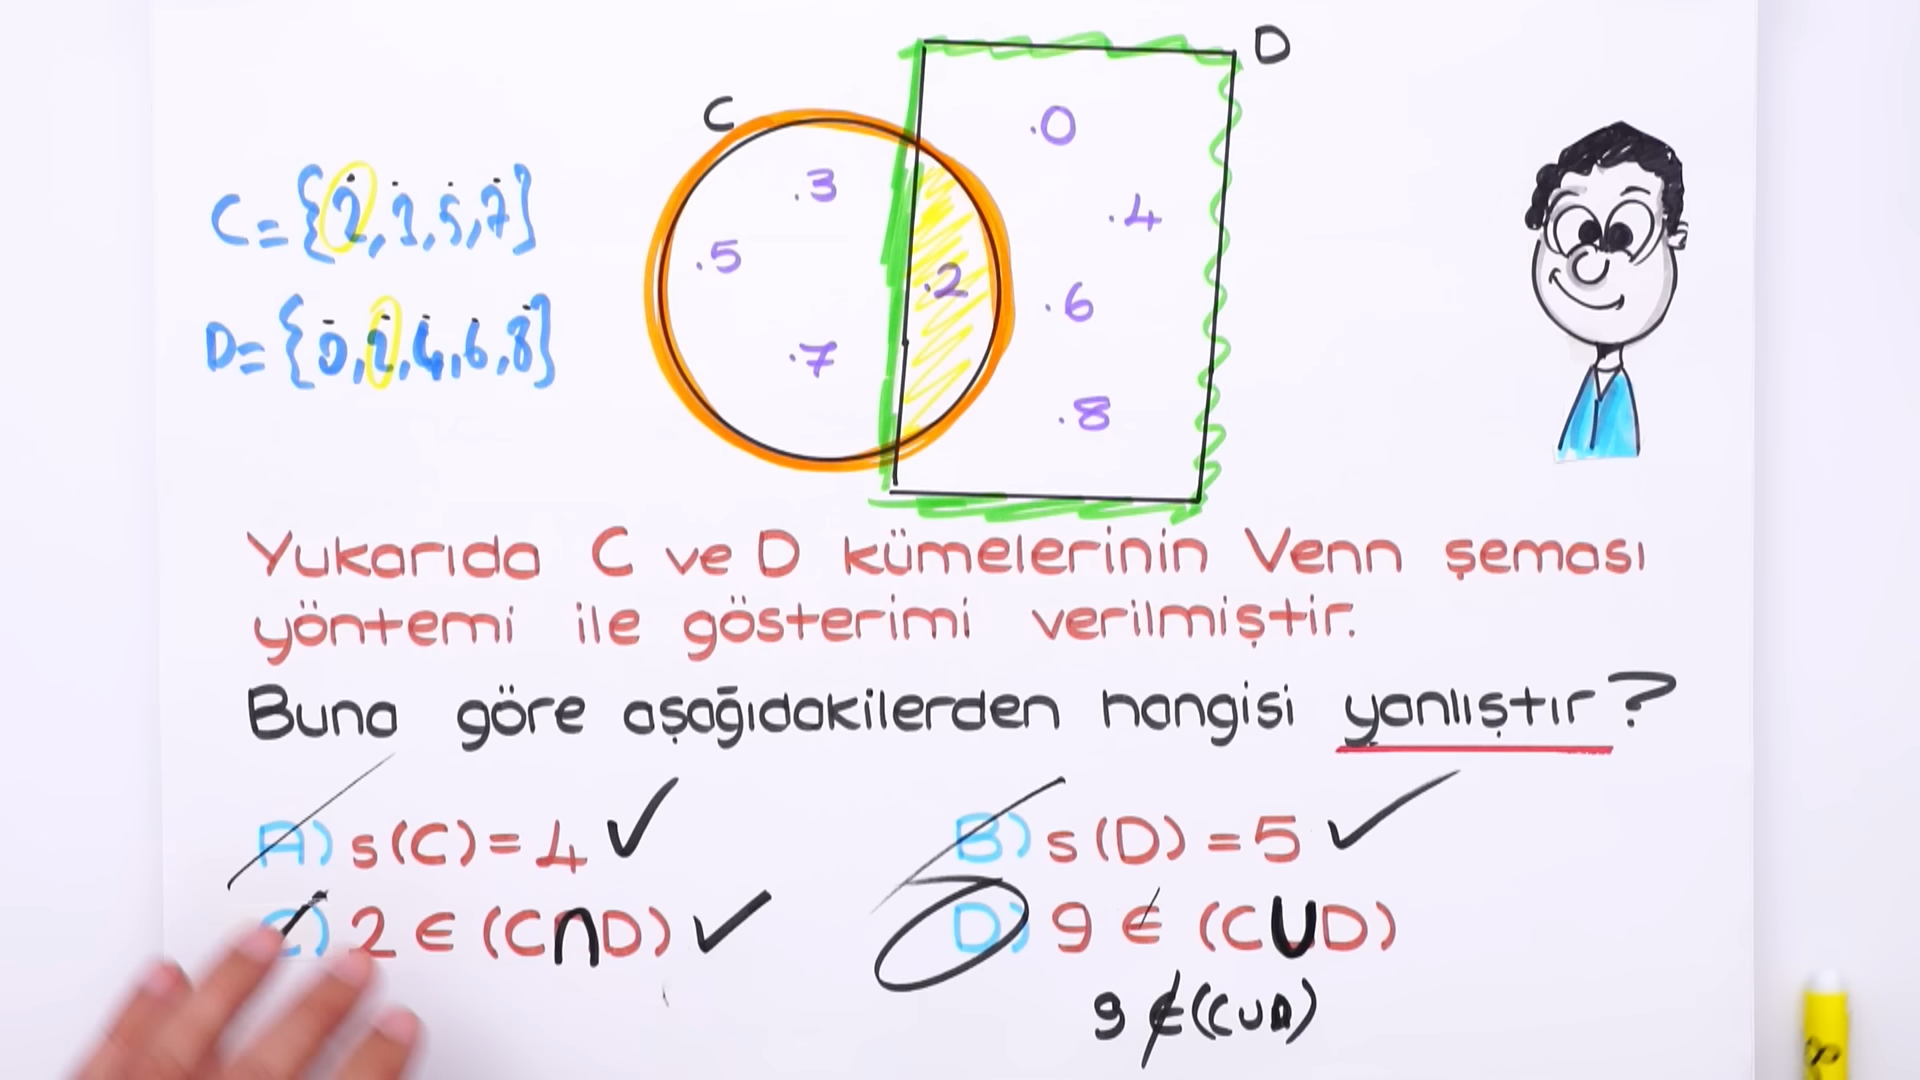 C
D
.0
.3
.4
C={2,3,5,7}
.5
.2
.6
D={0,2,4,6,8}
.7
.8
Yukarıda C ve D kümelerinin Venn şeması
yöntemi ile gösterimi verilmiştir.
Buna göre aşağıdakilerden hangisi yanlıştır?
A) s(C)=4 ✓
B) s(D)=5 ✓
C) 2 ∈ (C∩D) ✓
D) 9 ∉ (C∪D)
9 ∉ (C∪D)